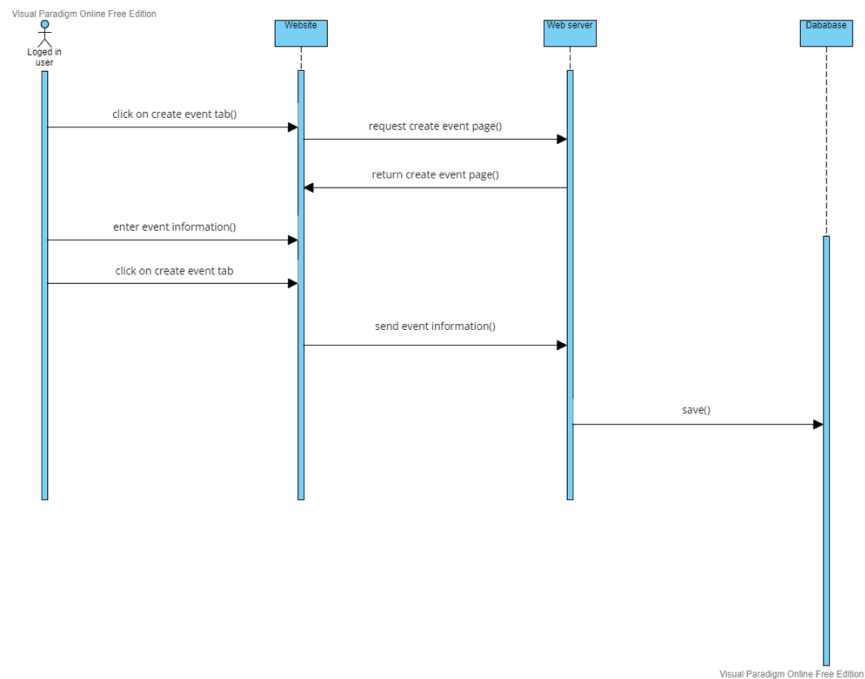 Visual Paradigm Online Free Edition
Loged in
user
Website
Web server
Dababase
click on create event tab()
request create event page()
return create event page()
enter event information()
click on create event tab
send event information()
save()
Visual Paradigm Online Free Edition